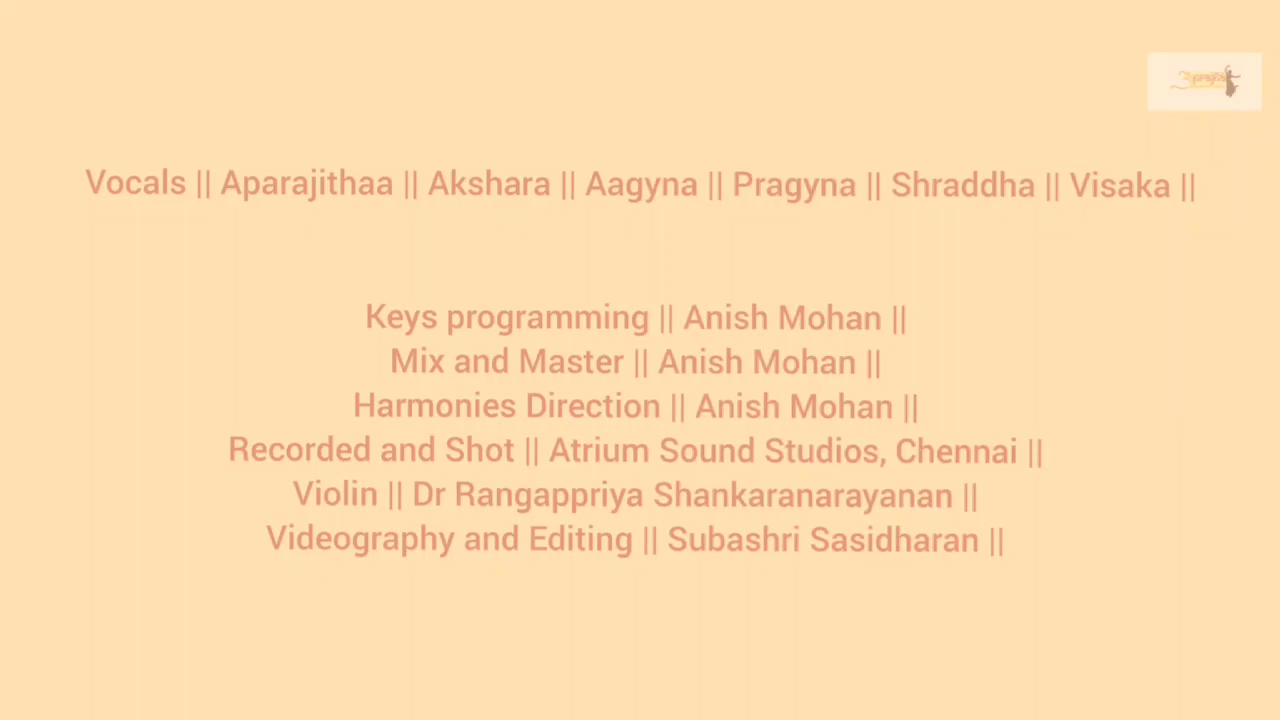 Vocals || Aparajithaa || Akshara || Aagyna || Pragyna || Shraddha || Visaka ||
Keys programming || Anish Mohan ||
Mix and Master || Anish Mohan ||
Harmonies Direction || Anish Mohan ||
Recorded and Shot || Atrium Sound Studios, Chennai ||
Violin || Dr Rangappriya Shankaranarayanan ||
Videography and Editing || Subashri Sasidharan ||